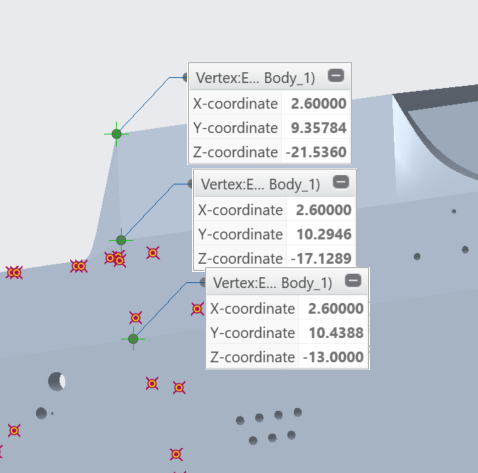 Vertex:E... Body_1)
X-coordinate 2.60000
Y-coordinate 9.35784
Z-coordinate -21.5360
Vertex:E... Body_1)
X-coordinate 2.60000
Y-coordinate 10.2946
Z-coordinate -17.1289
Vertex:E... Body_1)
X-coordinate 2.60000
Y-coordinate 10.4388
Z-coordinate -13.0000